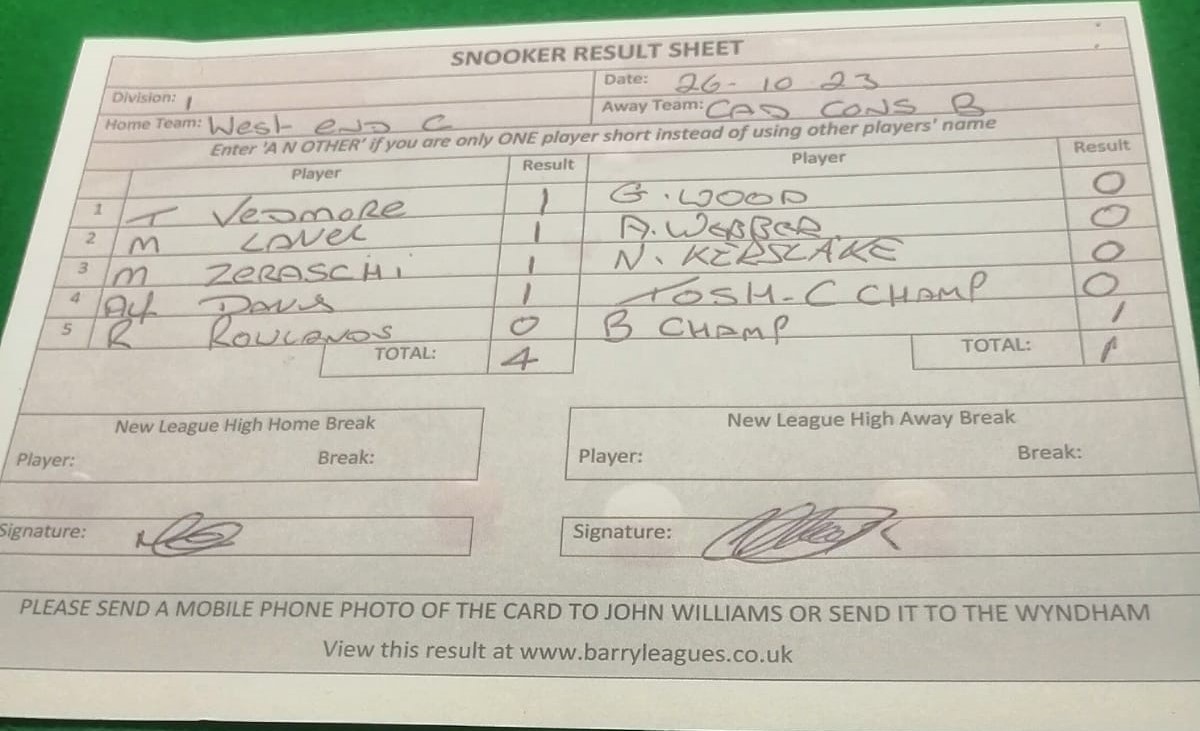 SNOOKER RESULT SHEET
Division: 1 Date: 26-10 23
Home Team: West END C Away Team: CAD CONS B
Enter 'A N OTHER' if you are only ONE player short instead of using other players' name
Player Result Player Result
1 T VEDMORE 1 G. WOOD 0
2 M LAVEL 1 A. WEBBER 0
3 M ZERASCHI 1 N. KERSLAKE 0
4 Alf DAVIS 1 TOSH-C CHAMP 0
5 R ROWLANDS 0 B CHAMP 1
TOTAL: 4 TOTAL: 1
New League High Home Break New League High Away Break
Player: Break: Player: Break:
Signature: Signature:
PLEASE SEND A MOBILE PHONE PHOTO OF THE CARD TO JOHN WILLIAMS OR SEND IT TO THE WYNDHAM
View this result at www.barryleagues.co.uk